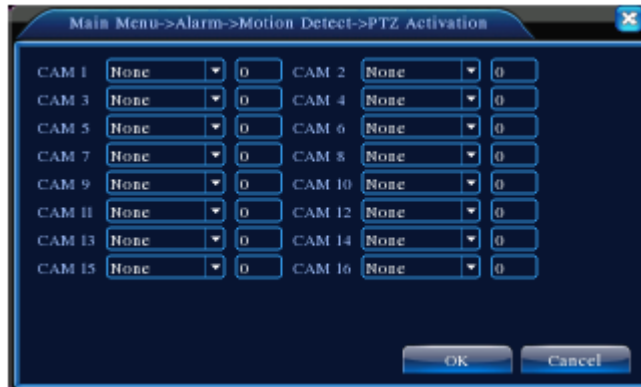 Main Menu->Alarm->Motion Detect->PTZ Activation
CAM 1 None 0 CAM 2 None 0
CAM 3 None 0 CAM 4 None 0
CAM 5 None 0 CAM 6 None 0
CAM 7 None 0 CAM 8 None 0
CAM 9 None 0 CAM 10 None 0
CAM 11 None 0 CAM 12 None 0
CAM 13 None 0 CAM 14 None 0
CAM 15 None 0 CAM 16 None 0
OK Cancel